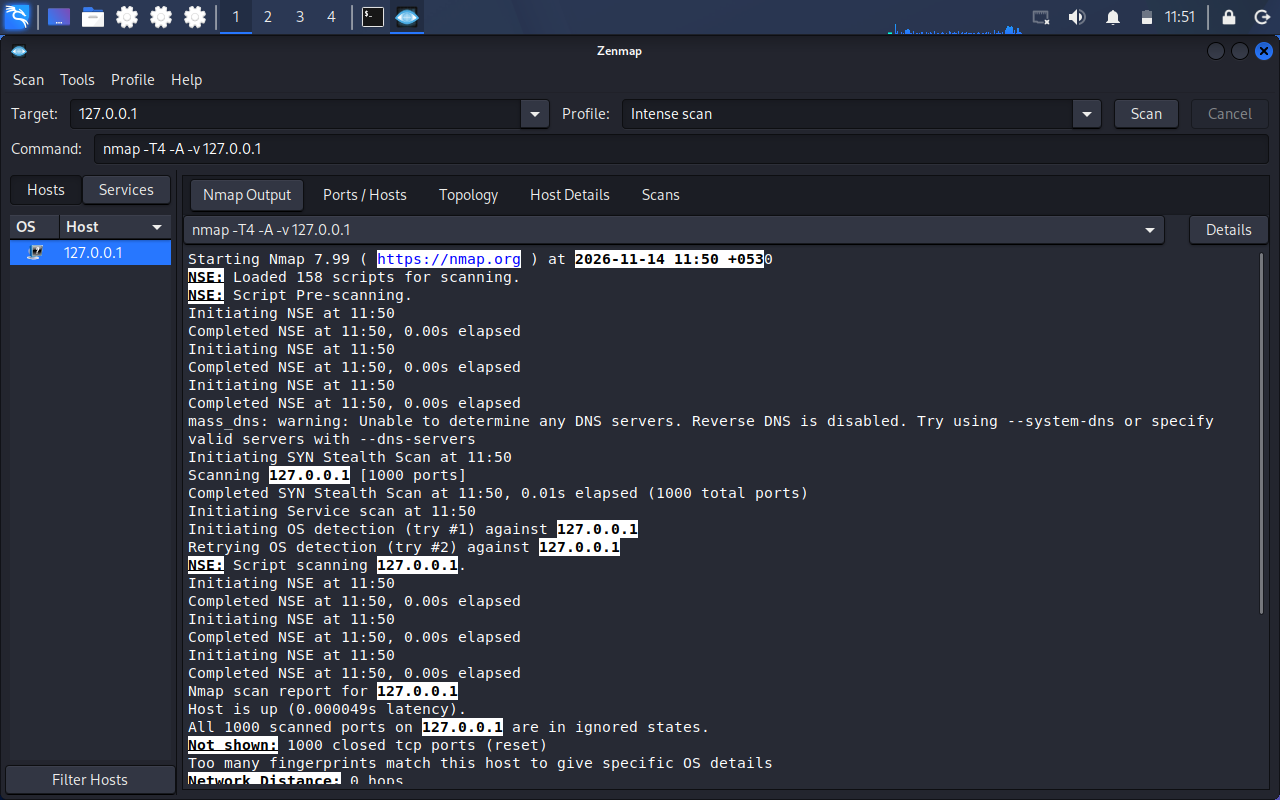 1 2 3 4 11:51
Zenmap
Scan Tools Profile Help
Target: 127.0.0.1 Profile: Intense scan Scan Cancel
Command: nmap -T4 -A -v 127.0.0.1
Hosts Services
Nmap Output Ports / Hosts Topology Host Details Scans
OS Host
nmap -T4 -A -v 127.0.0.1 Details
127.0.0.1
Starting Nmap 7.99 ( https://nmap.org ) at 2026-11-14 11:50 +0530
NSE: Loaded 158 scripts for scanning.
NSE: Script Pre-scanning.
Initiating NSE at 11:50
Completed NSE at 11:50, 0.00s elapsed
Initiating NSE at 11:50
Completed NSE at 11:50, 0.00s elapsed
Initiating NSE at 11:50
Completed NSE at 11:50, 0.00s elapsed
mass_dns: warning: Unable to determine any DNS servers. Reverse DNS is disabled. Try using --system-dns or specify
valid servers with --dns-servers
Initiating SYN Stealth Scan at 11:50
Scanning 127.0.0.1 [1000 ports]
Completed SYN Stealth Scan at 11:50, 0.01s elapsed (1000 total ports)
Initiating Service scan at 11:50
Initiating OS detection (try #1) against 127.0.0.1
Retrying OS detection (try #2) against 127.0.0.1
NSE: Script scanning 127.0.0.1.
Initiating NSE at 11:50
Completed NSE at 11:50, 0.00s elapsed
Initiating NSE at 11:50
Completed NSE at 11:50, 0.00s elapsed
Initiating NSE at 11:50
Completed NSE at 11:50, 0.00s elapsed
Nmap scan report for 127.0.0.1
Host is up (0.000049s latency).
All 1000 scanned ports on 127.0.0.1 are in ignored states.
Not shown: 1000 closed tcp ports (reset)
Too many fingerprints match this host to give specific OS details
Network Distance: 0 hops
Filter Hosts